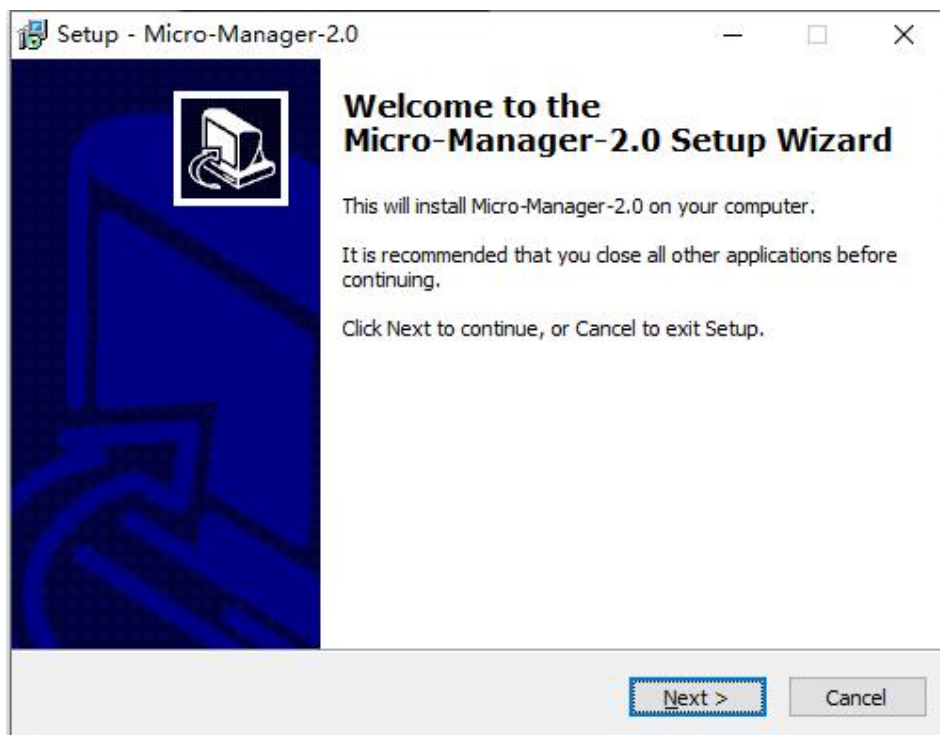 Setup - Micro-Manager-2.0
Welcome to the
Micro-Manager-2.0 Setup Wizard
This will install Micro-Manager-2.0 on your computer.
It is recommended that you close all other applications before
continuing.
Click Next to continue, or Cancel to exit Setup.
Next >
Cancel